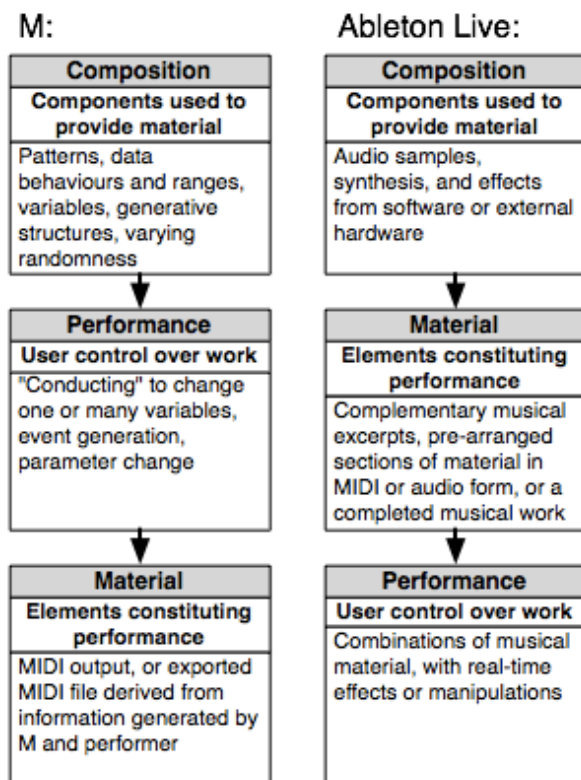 M:
Composition
Components used to
provide material
Patterns, data
behaviours and ranges,
variables, generative
structures, varying
randomness
Performance
User control over work
"Conducting" to change
one or many variables,
event generation,
parameter change
Material
Elements constituting
performance
MIDI output, or exported
MIDI file derived from
information generated by
M and performer
Ableton Live:
Composition
Components used to
provide material
Audio samples,
synthesis, and effects
from software or external
hardware
Material
Elements constituting
performance
Complementary musical
excerpts, pre-arranged
sections of material in
MIDI or audio form, or a
completed musical work
Performance
User control over work
Combinations of musical
material, with real-time
effects or manipulations